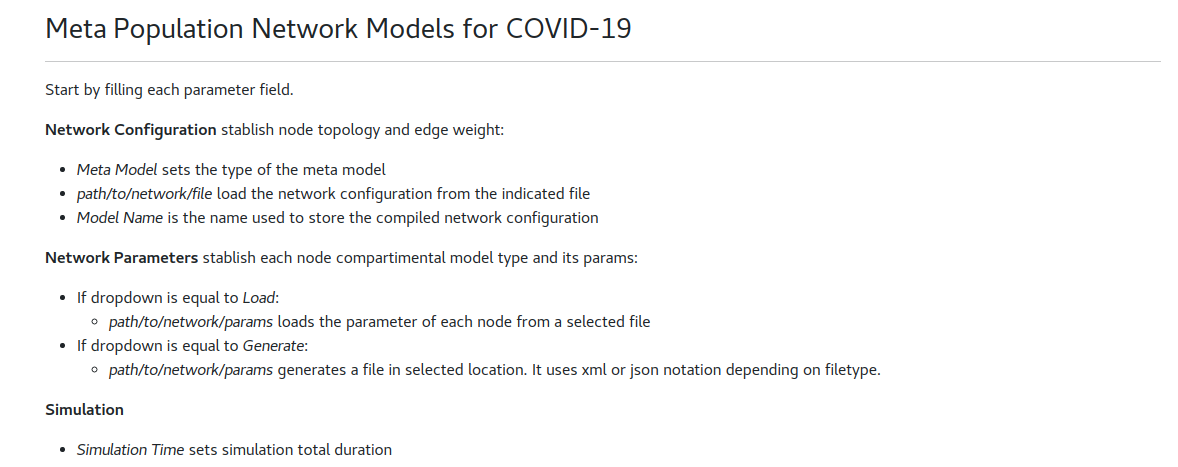 Meta Population Network Models for COVID-19
Start by filling each parameter field.
Network Configuration stablish node topology and edge weight:
• Meta Model sets the type of the meta model
• path/to/network/file load the network configuration from the indicated file
• Model Name is the name used to store the compiled network configuration
Network Parameters stablish each node compartimental model type and its params:
• If dropdown is equal to Load:
◦ path/to/network/params loads the parameter of each node from a selected file
• If dropdown is equal to Generate:
◦ path/to/network/params generates a file in selected location. It uses xml or json notation depending on filetype.
Simulation
• Simulation Time sets simulation total duration